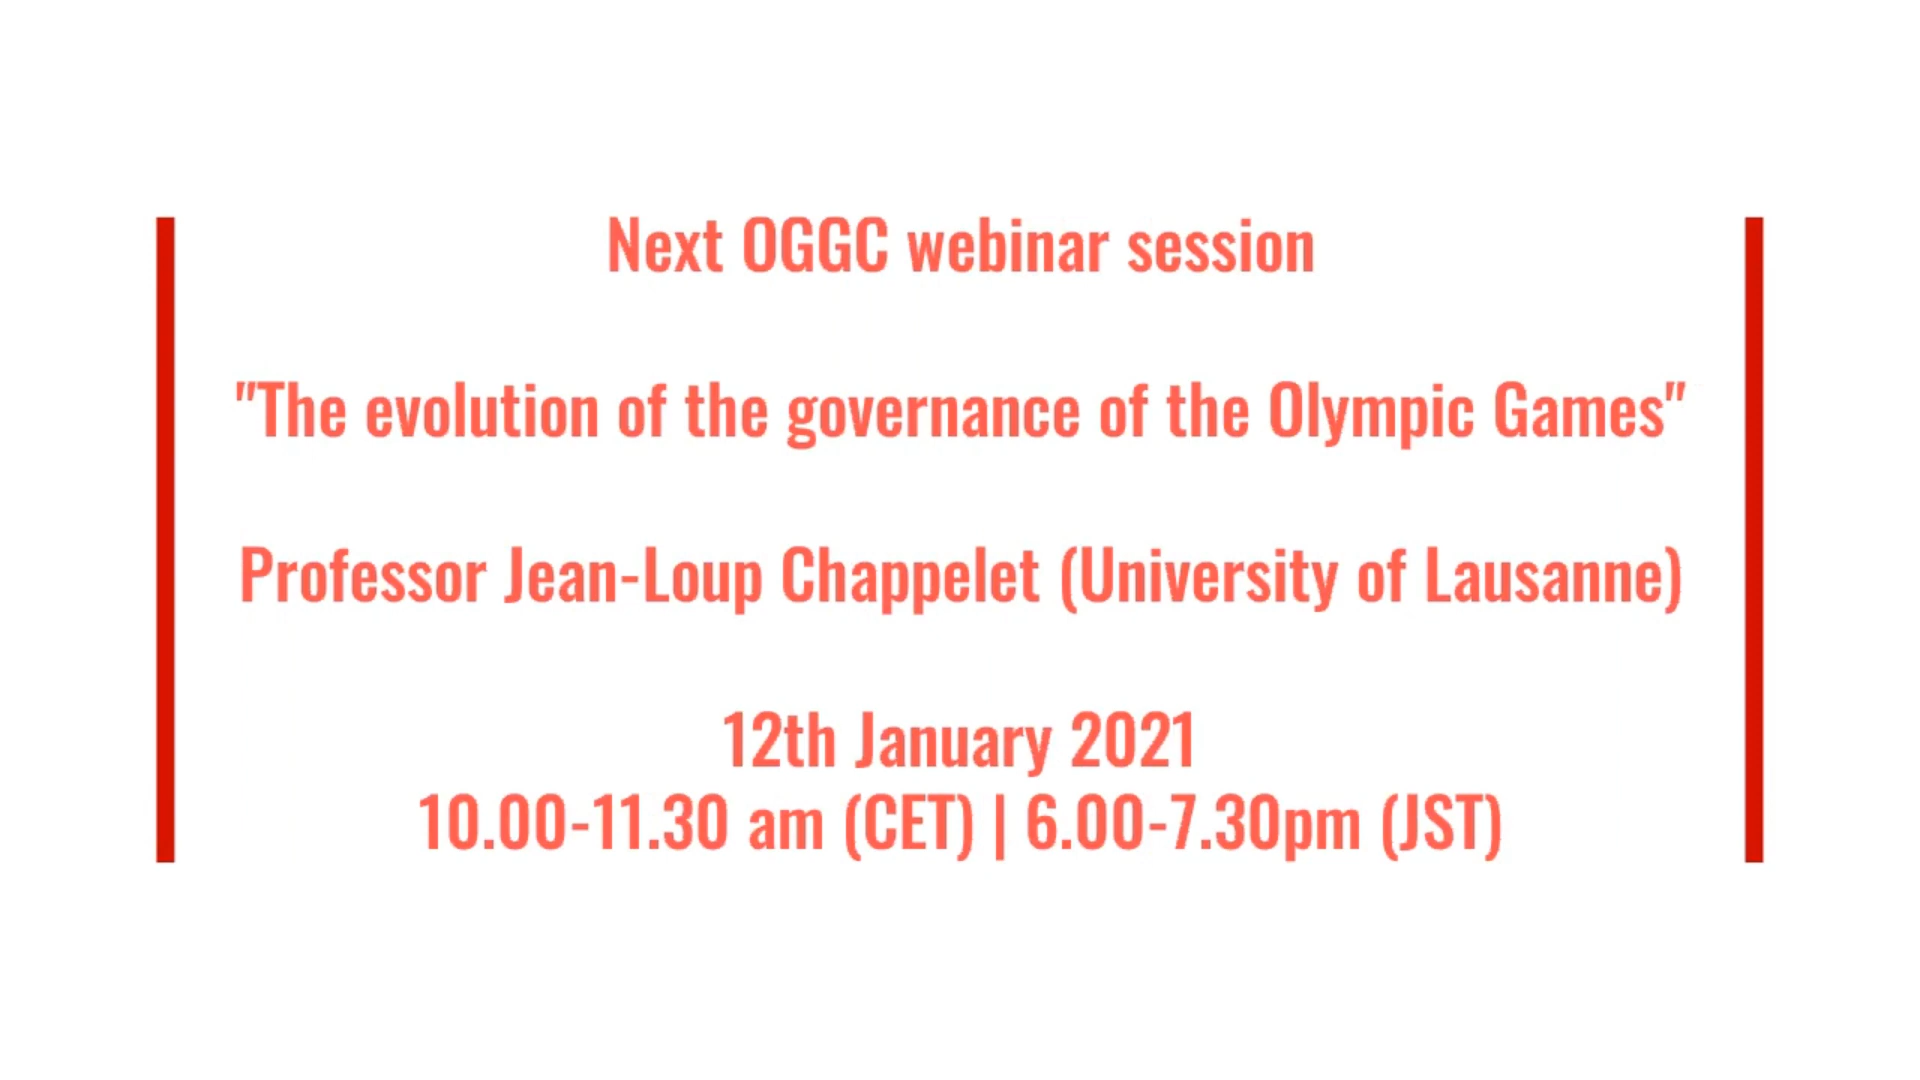 Next OGGC webinar session
"The evolution of the governance of the Olympic Games"
Professor Jean-Loup Chappelet (University of Lausanne)
12th January 2021
10.00-11.30 am (CET) | 6.00-7.30pm (JST)